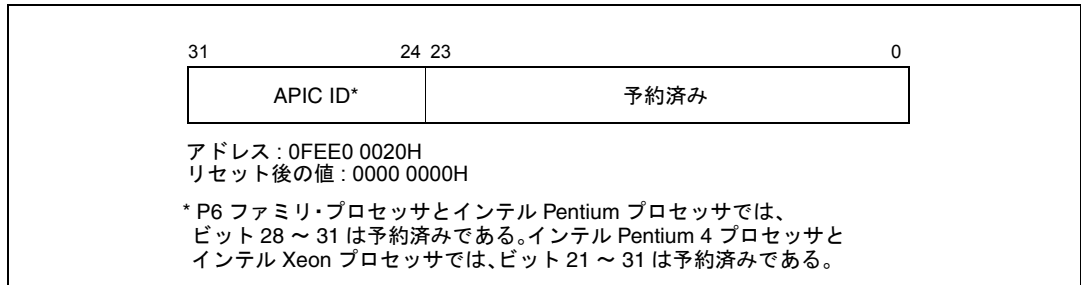 31 24 23 0
APIC ID* 予約済み
アドレス : 0FEE0 0020H
リセット後の値 : 0000 0000H
* P6 ファミリ・プロセッサとインテル Pentium プロセッサでは、
ビット 28 ～ 31 は予約済みである。インテル Pentium 4 プロセッサと
インテル Xeon プロセッサでは、ビット 21 ～ 31 は予約済みである。